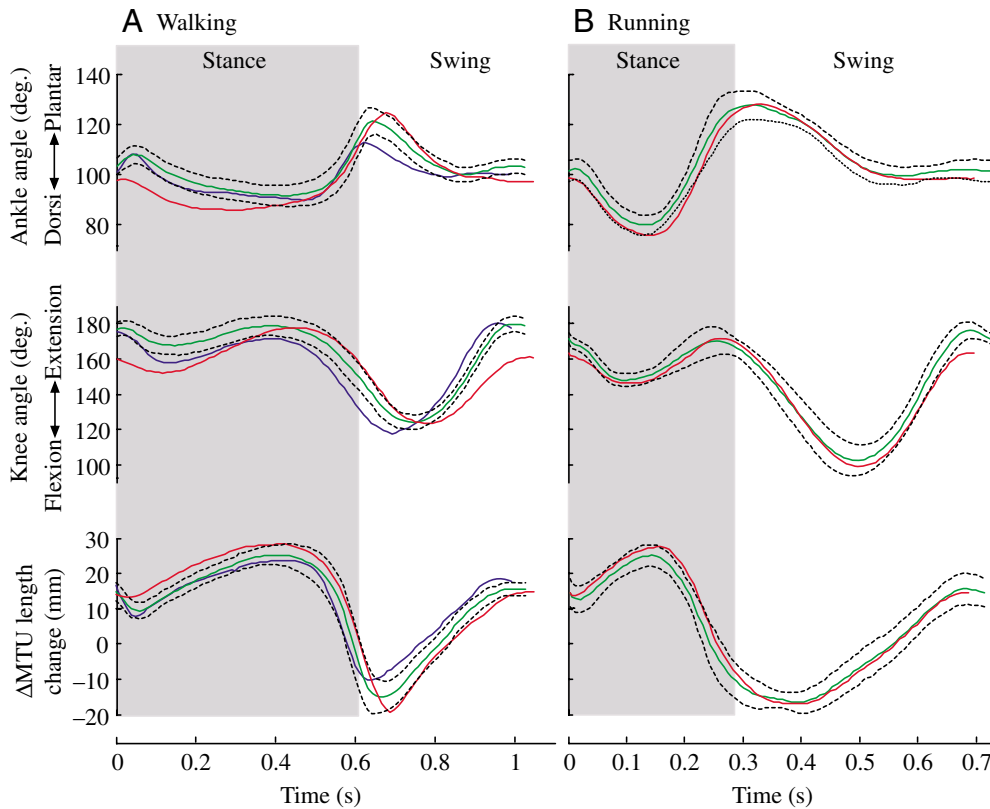 A Walking
B Running
Stance
Swing
Stance
Swing
Ankle angle (deg.)
Dorsi Plantar
140
120
100
80
Knee angle (deg.)
Flexion Extension
180
160
140
120
100
ΔMTU length
change (mm)
30
20
10
0
–10
–20
0 0.2 0.4 0.6 0.8 1
Time (s)
0 0.1 0.2 0.3 0.4 0.5 0.6 0.7
Time (s)